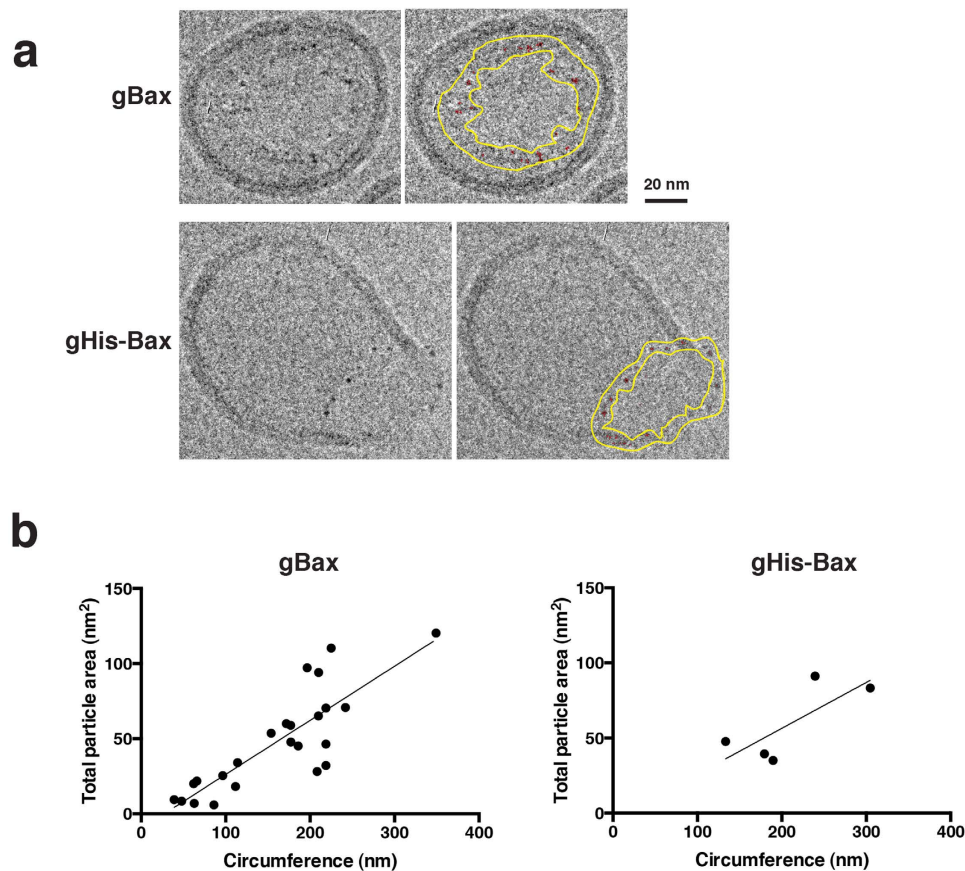 a
gBax
20 nm
gHis-Bax
b
gBax
Total particle area (nm²)
150
100
50
0
0 100 200 300 400
Circumference (nm)
gHis-Bax
Total particle area (nm²)
150
100
50
0
0 100 200 300 400
Circumference (nm)